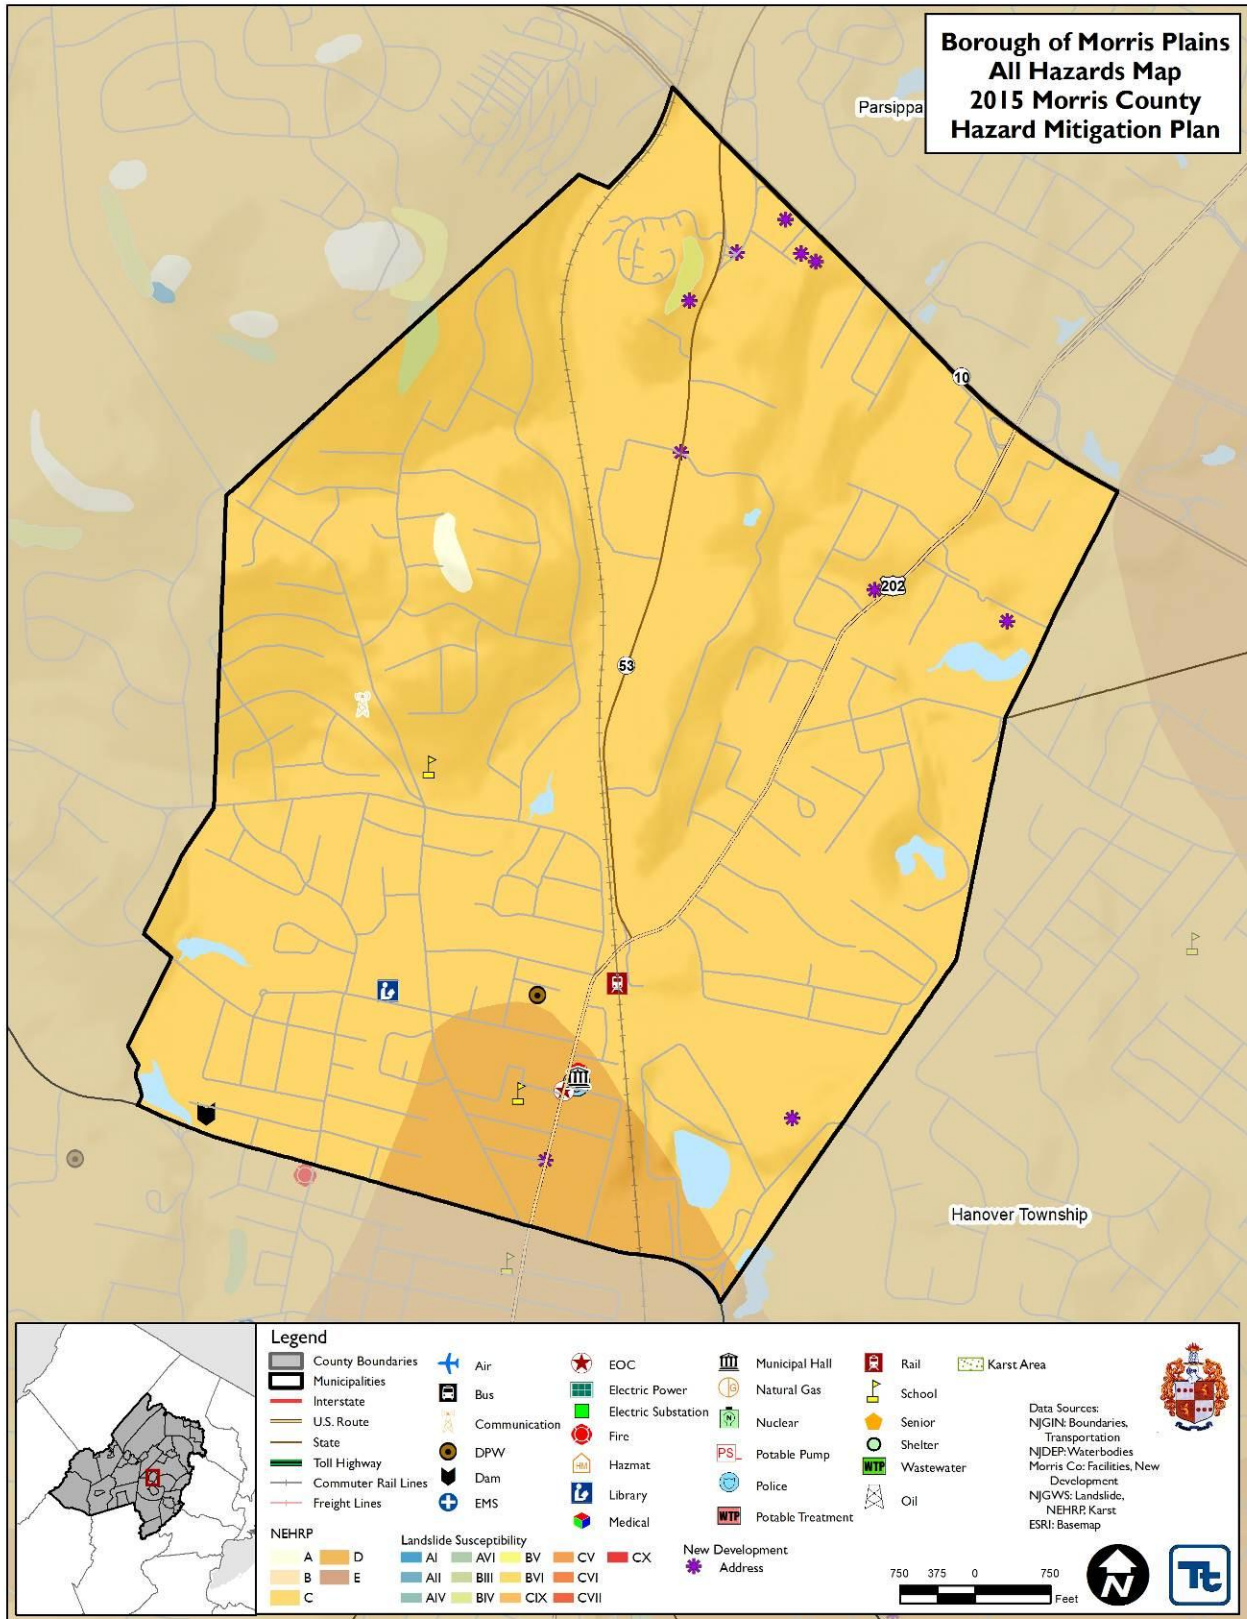 Borough of Morris Plains
All Hazards Map
2015 Morris County
Hazard Mitigation Plan
Parsippa
10
202
53
Hanover Township
Legend
County Boundaries
Municipalities
Interstate
U.S. Route
State
Toll Highway
Commuter Rail Lines
Freight Lines
Air
Bus
Communication
DPW
Dam
EMS
EOC
Electric Power
Electric Substation
Fire
HM Hazmat
Library
Medical
Municipal Hall
G Natural Gas
N Nuclear
PS_ Potable Pump
Police
WTP Potable Treatment
Rail
School
Senior
Shelter
WTP Wastewater
Oil
Karst Area
Data Sources:
NJGIN: Boundaries,
Transportation
NJDEP: Waterbodies
Morris Co: Facilities, New
Development
NJGWS: Landslide,
NEHRP, Karst
ESRI: Basemap
NEHRP
A D
B E
C
Landslide Susceptibility
AI AVI BV CV CX
AII BIII BVI CVI
AIV BIV CIX CVII
New Development
Address
750 375 0 750
Feet
N
Tt